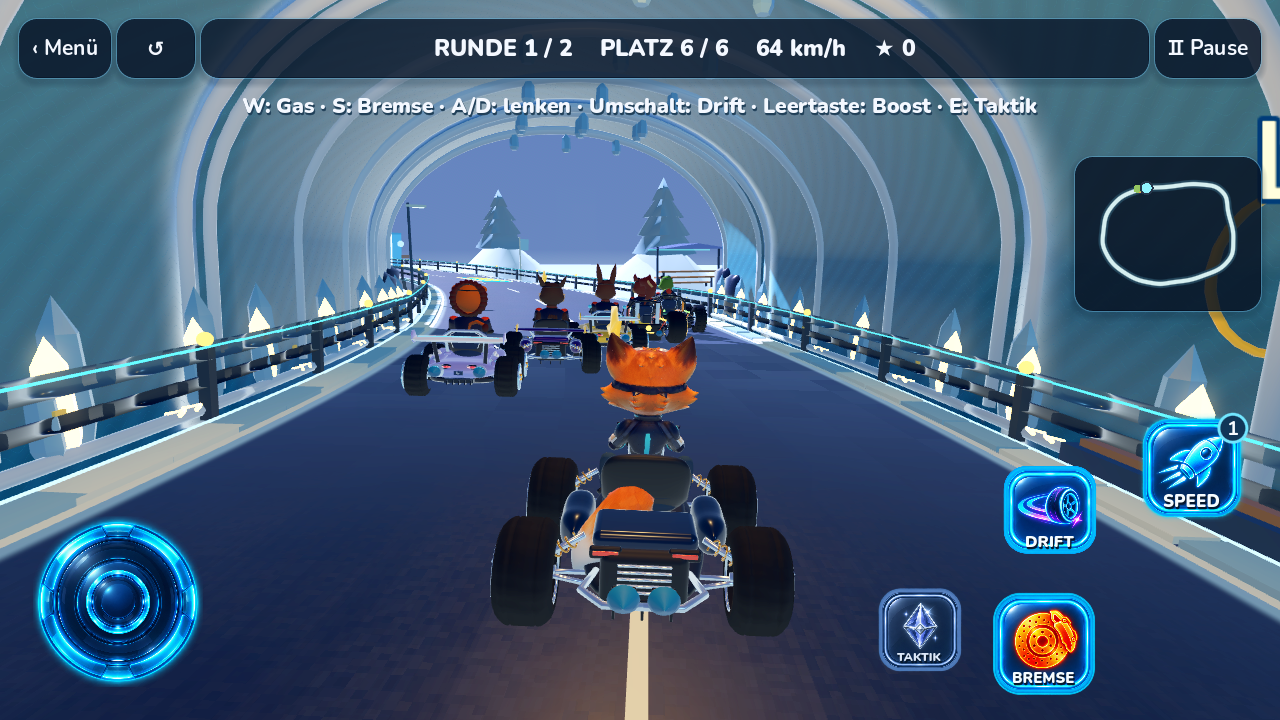 ‹ Menü
↺
RUNDE 1 / 2 PLATZ 6 / 6 64 km/h ★ 0
Pause
W: Gas · S: Bremse · A/D: lenken · Umschalt: Drift · Leertaste: Boost · E: Taktik
1
SPEED
DRIFT
TAKTIK
BREMSE